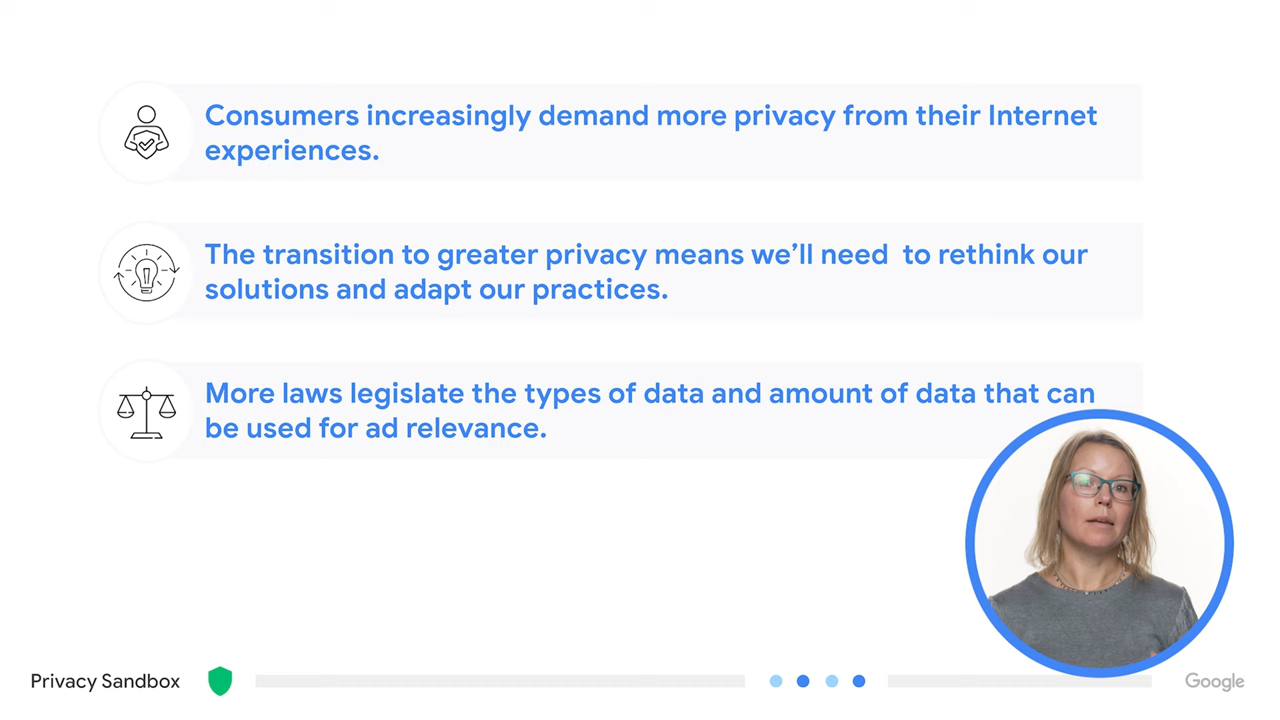 Consumers increasingly demand more privacy from their Internet
experiences.
The transition to greater privacy means we’ll need  to rethink our
solutions and adapt our practices.
More laws legislate the types of data and amount of data that can
be used for ad relevance.
Privacy Sandbox
Google